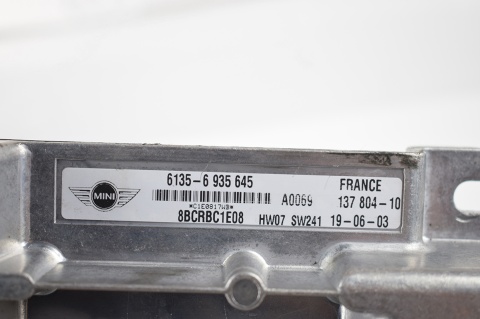 MINI
6135-6 935 645
*C1E0817WB*
8BCRBC1E08
A0069
HW07 SW241
FRANCE
137 804-10
19-06-03